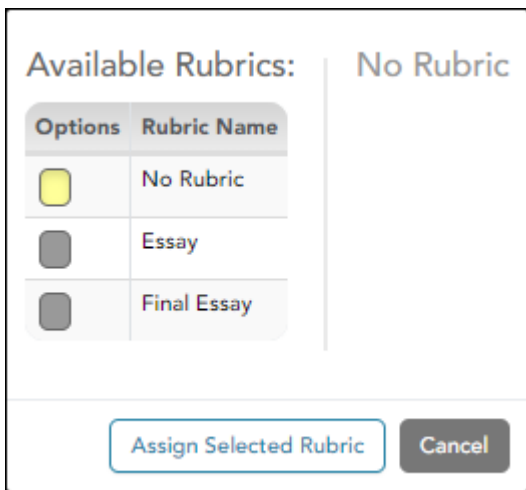 Available Rubrics:
No Rubric
Options Rubric Name
No Rubric
Essay
Final Essay
Assign Selected Rubric Cancel